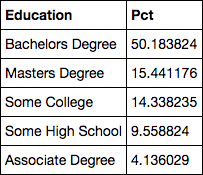 Education Pct
Bachelors Degree 50.183824
Masters Degree 15.441176
Some College 14.338235
Some High School 9.558824
Associate Degree 4.136029